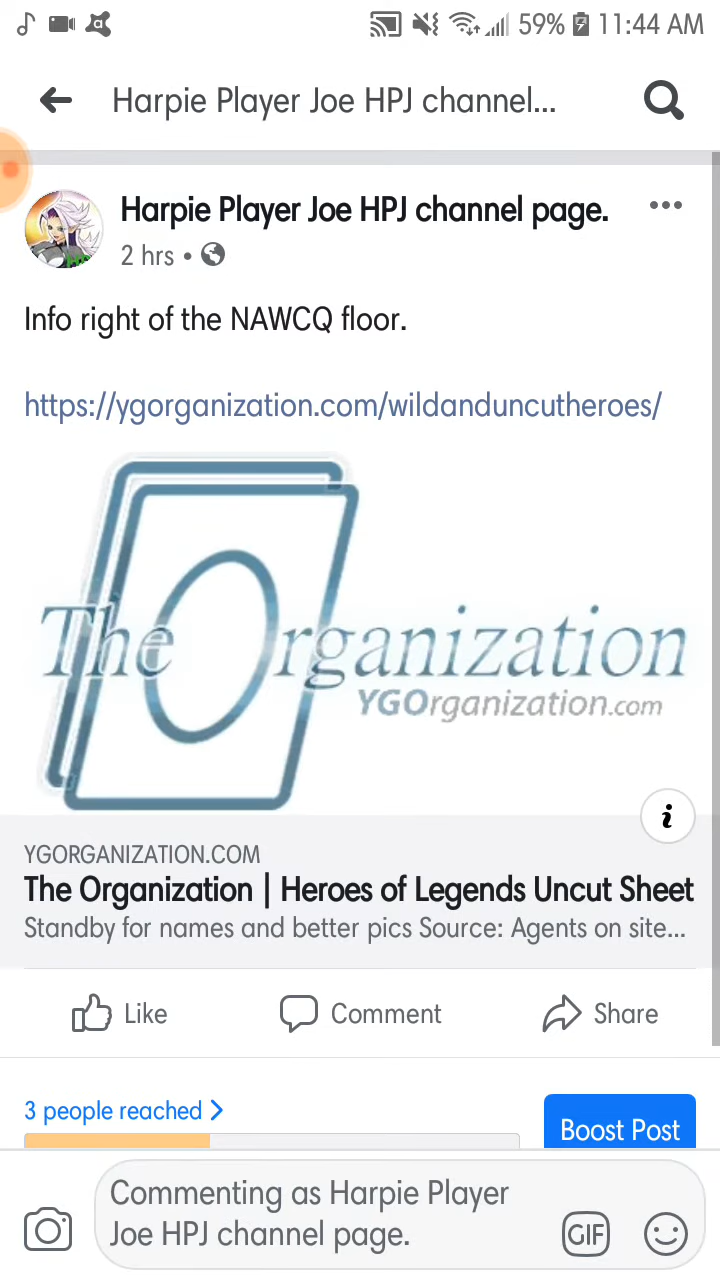 59% 11:44 AM
Harpie Player Joe HPJ channel...
Harpie Player Joe HPJ channel page.
2 hrs •
Info right of the NAWCQ floor.
https://ygorganization.com/wildanduncutheroes/
The Organization
YGOrganization.com
YGORGANIZATION.COM
The Organization | Heroes of Legends Uncut Sheet
Standby for names and better pics Source: Agents on site...
Like Comment Share
3 people reached
Boost Post
Commenting as Harpie Player
Joe HPJ channel page.
GIF